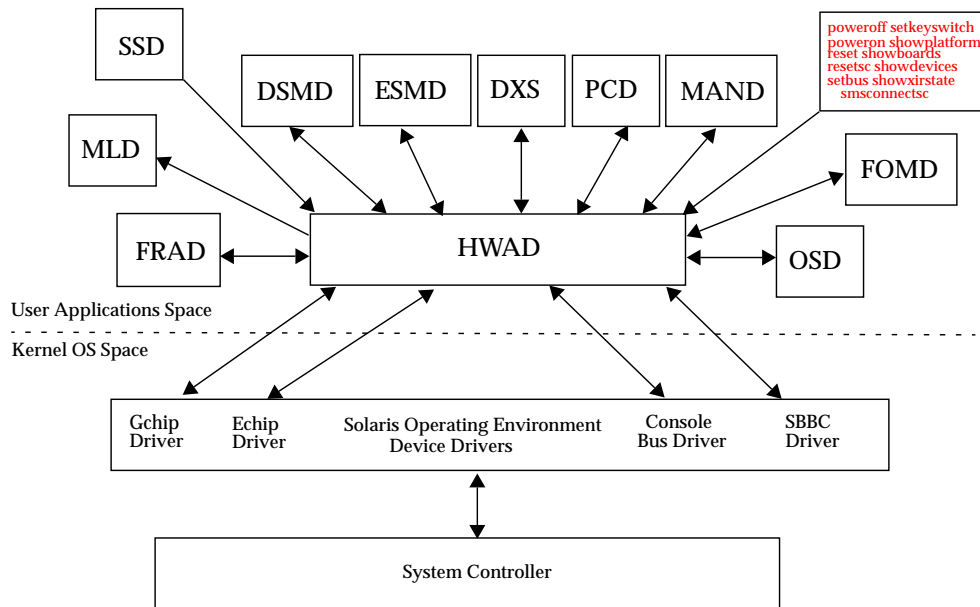 SSD
poweroff setkeyswitch
poweron showplatform
reset showboards
resetsc showdevices
setbus showxirstate
smsconnectsc
DSMD
ESMD
DXS
PCD
MAND
MLD
FOMD
FRAD
HWAD
OSD
User Applications Space
Kernel OS Space
Gchip
Driver
Echip
Driver
Solaris Operating Environment
Device Drivers
Console
Bus Driver
SBBC
Driver
System Controller